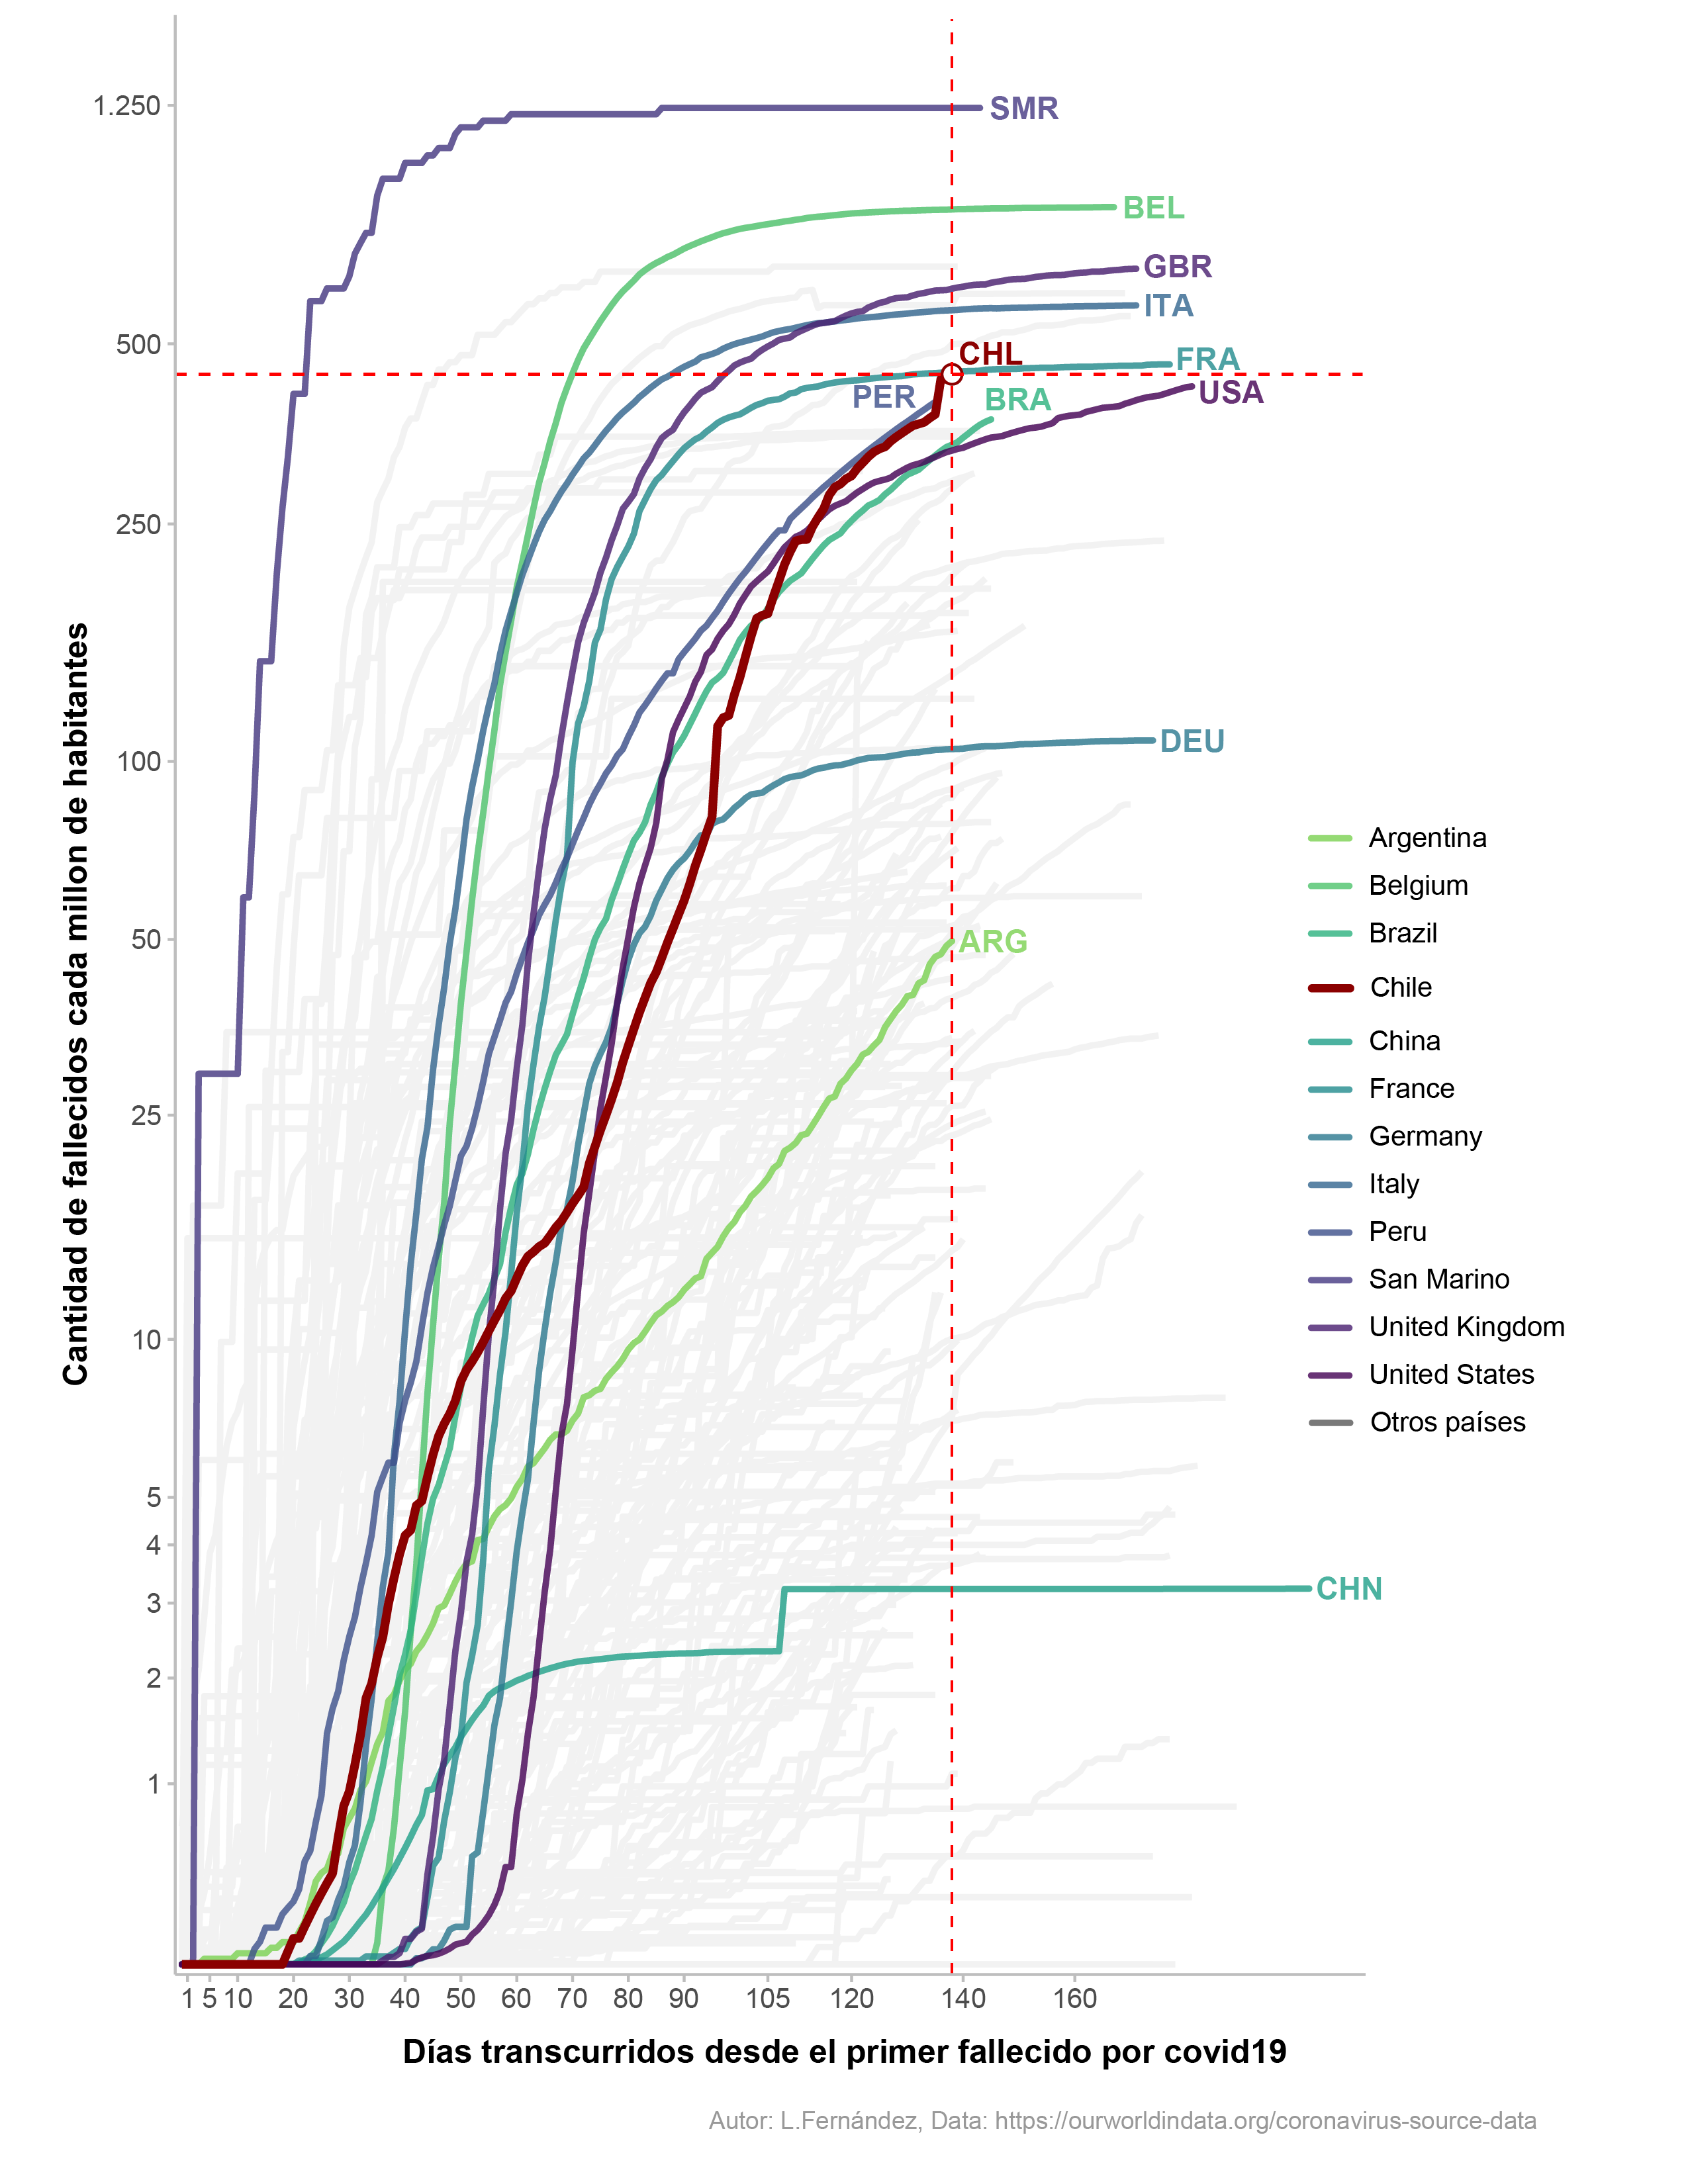 Cantidad de fallecidos cada millon de habitantes
1.250
500
250
100
50
25
10
5
4
3
2
1
SMR
BEL
GBR
ITA
CHL
FRA
PER
BRA
USA
DEU
ARG
CHN
Argentina
Belgium
Brazil
Chile
China
France
Germany
Italy
Peru
San Marino
United Kingdom
United States
Otros países
1 5 10 20 30 40 50 60 70 80 90 105 120 140 160
Días transcurridos desde el primer fallecido por covid19
Autor: L.Fernández, Data: https://ourworldindata.org/coronavirus-source-data